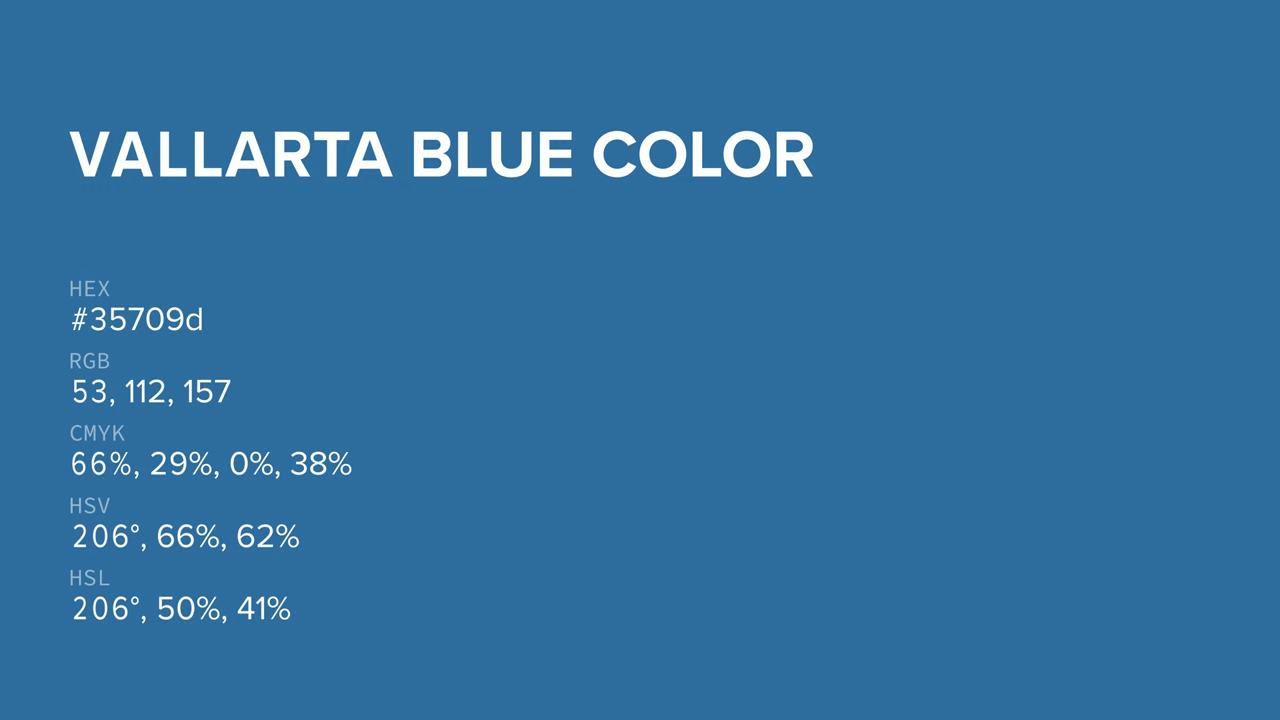 VALLARTA BLUE COLOR
HEX
#35709d
RGB
53, 112, 157
CMYK
66%, 29%, 0%, 38%
HSV
206°, 66%, 62%
HSL
206°, 50%, 41%